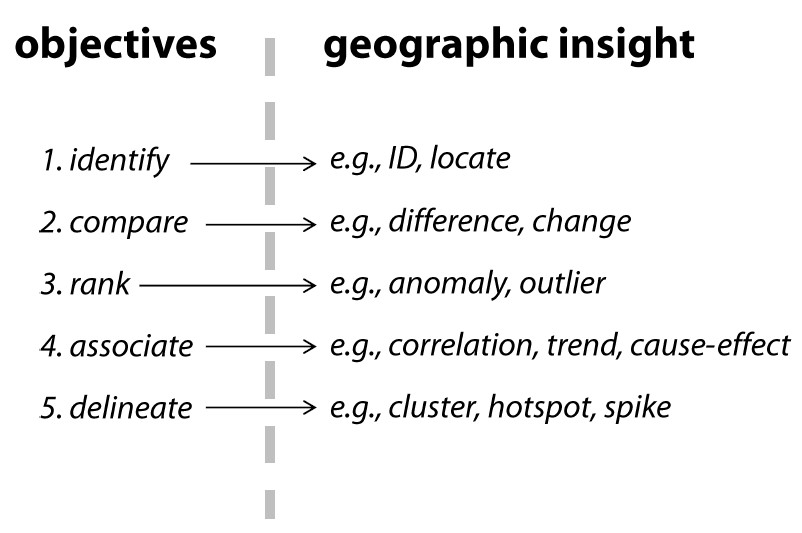 objectives geographic insight
1. identify e.g., ID, locate
2. compare e.g., difference, change
3. rank e.g., anomaly, outlier
4. associate e.g., correlation, trend, cause-effect
5. delineate e.g., cluster, hotspot, spike